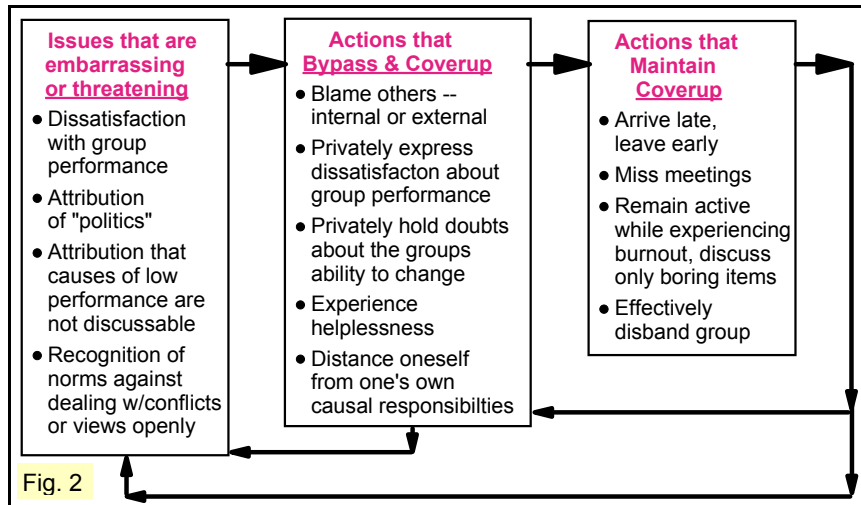 Issues that are
embarrassing
or threatening
● Dissatisfaction
with group
performance
● Attribution
of "politics"
● Attribution that
causes of low
performance are
not discussable
● Recognition of
norms against
dealing w/conflicts
or views openly
Actions that
Bypass & Coverup
● Blame others --
internal or external
● Privately express
dissatisfacton about
group performance
● Privately hold doubts
about the groups
ability to change
● Experience
helplessness
● Distance oneself
from one's own
causal responsibilties
Actions that
Maintain
Coverup
● Arrive late,
leave early
● Miss meetings
● Remain active
while experiencing
burnout, discuss
only boring items
● Effectively
disband group
Fig. 2